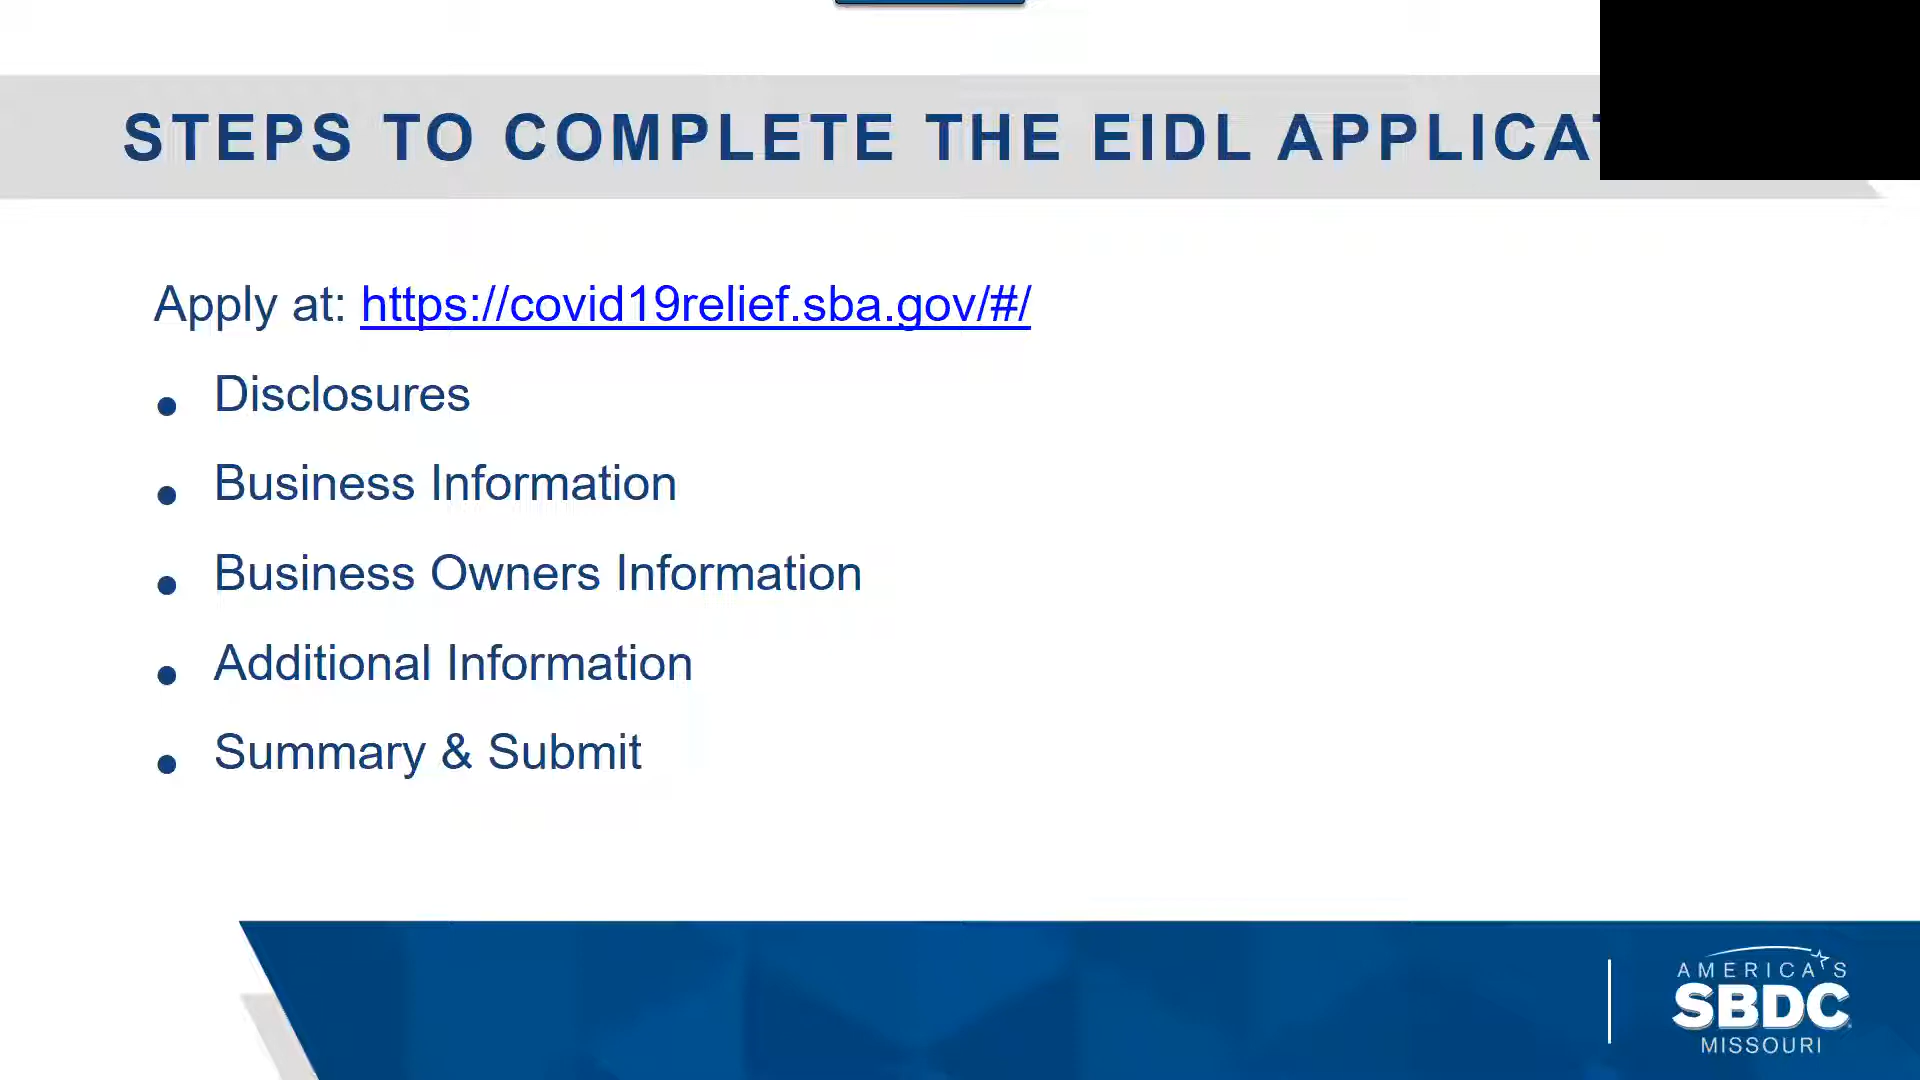 STEPS TO COMPLETE THE EIDL
Apply at: https://covid19relief.sba.gov/#/
• Disclosures
• Business Information
• Business Owners Information
• Additional Information
• Summary & Submit
AMERICA'S
SBDC
MISSOURI